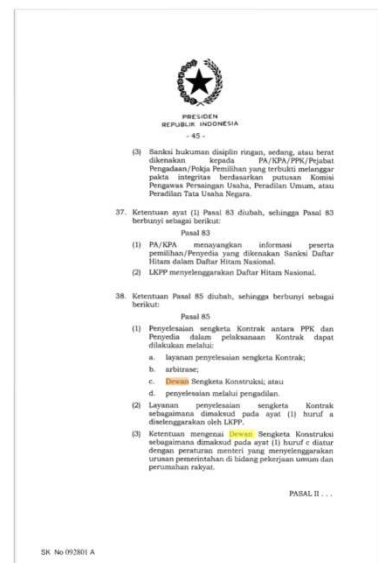 PRESIDEN
REPUBLIK INDONESIA
- 45 -
(3) Sanksi hukuman disiplin ringan, sedang, atau berat
dikenakan kepada PA/KPA/PPK/Pejabat
Pengadaan/Pokja Pemilihan yang terbukti melanggar
pakta integritas berdasarkan putusan Komisi
Pengawas Persaingan Usaha, Peradilan Umum, atau
Peradilan Tata Usaha Negara.
37. Ketentuan ayat (1) Pasal 83 diubah, sehingga Pasal 83
berbunyi sebagai berikut:
Pasal 83
(1) PA/KPA menayangkan informasi peserta
pemilihan/Penyedia yang dikenakan Sanksi Daftar
Hitam dalam Daftar Hitam Nasional.
(2) LKPP menyelenggarakan Daftar Hitam Nasional.
38. Ketentuan Pasal 85 diubah, sehingga berbunyi sebagai
berikut:
Pasal 85
(1) Penyelesaian sengketa Kontrak antara PPK dan
Penyedia dalam pelaksanaan Kontrak dapat
dilakukan melalui:
a. layanan penyelesaian sengketa Kontrak;
b. arbitrase;
c. Dewan Sengketa Konstruksi; atau
d. penyelesaian melalui pengadilan.
(2) Layanan penyelesaian sengketa Kontrak
sebagaimana dimaksud pada ayat (1) huruf a
diselenggarakan oleh LKPP.
(3) Ketentuan mengenai Dewan Sengketa Konstruksi
sebagaimana dimaksud pada ayat (1) huruf c diatur
dengan peraturan menteri yang menyelenggarakan
urusan pemerintahan di bidang pekerjaan umum dan
perumahan rakyat.
PASAL II . . .
SK No 092801 A